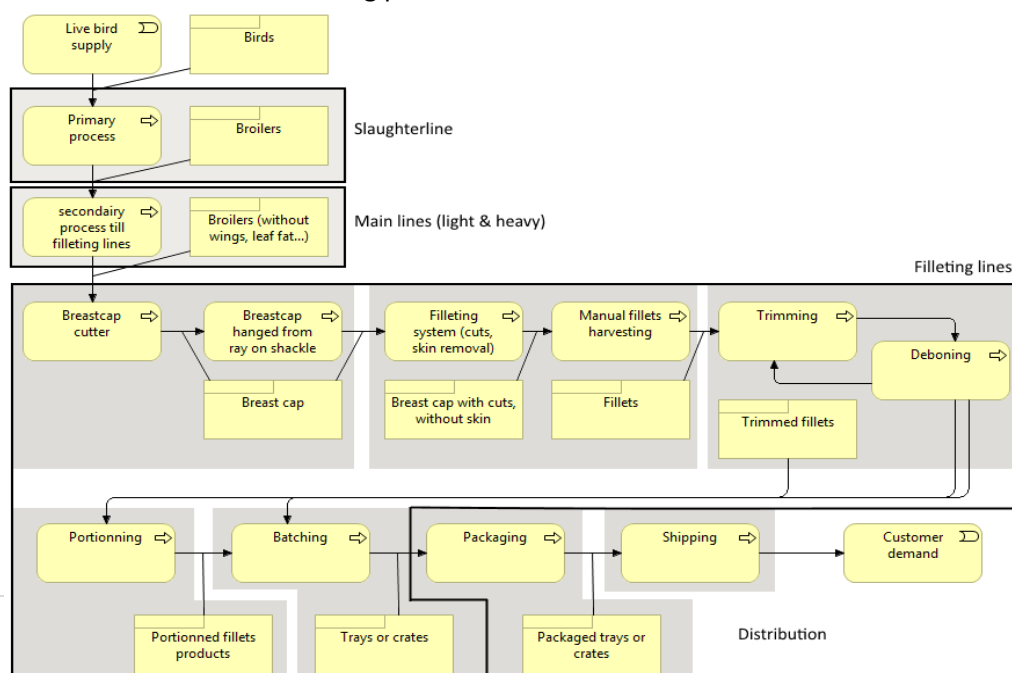 Live bird
supply
Birds
Primary
process
Broilers
Slaughterline
secondairy
process till
filleting lines
Broilers (without
wings, leaf fat...)
Main lines (light & heavy)
Filleting lines
Breastcap
cutter
Breastcap
hanged from
ray on shackle
Filleting
system (cuts,
skin removal)
Manual fillets
harvesting
Trimming
Deboning
Breast cap
Breast cap with cuts,
without skin
Fillets
Trimmed fillets
Portionning
Batching
Packaging
Shipping
Customer
demand
Portionned fillets
products
Trays or crates
Packaged trays or
crates
Distribution